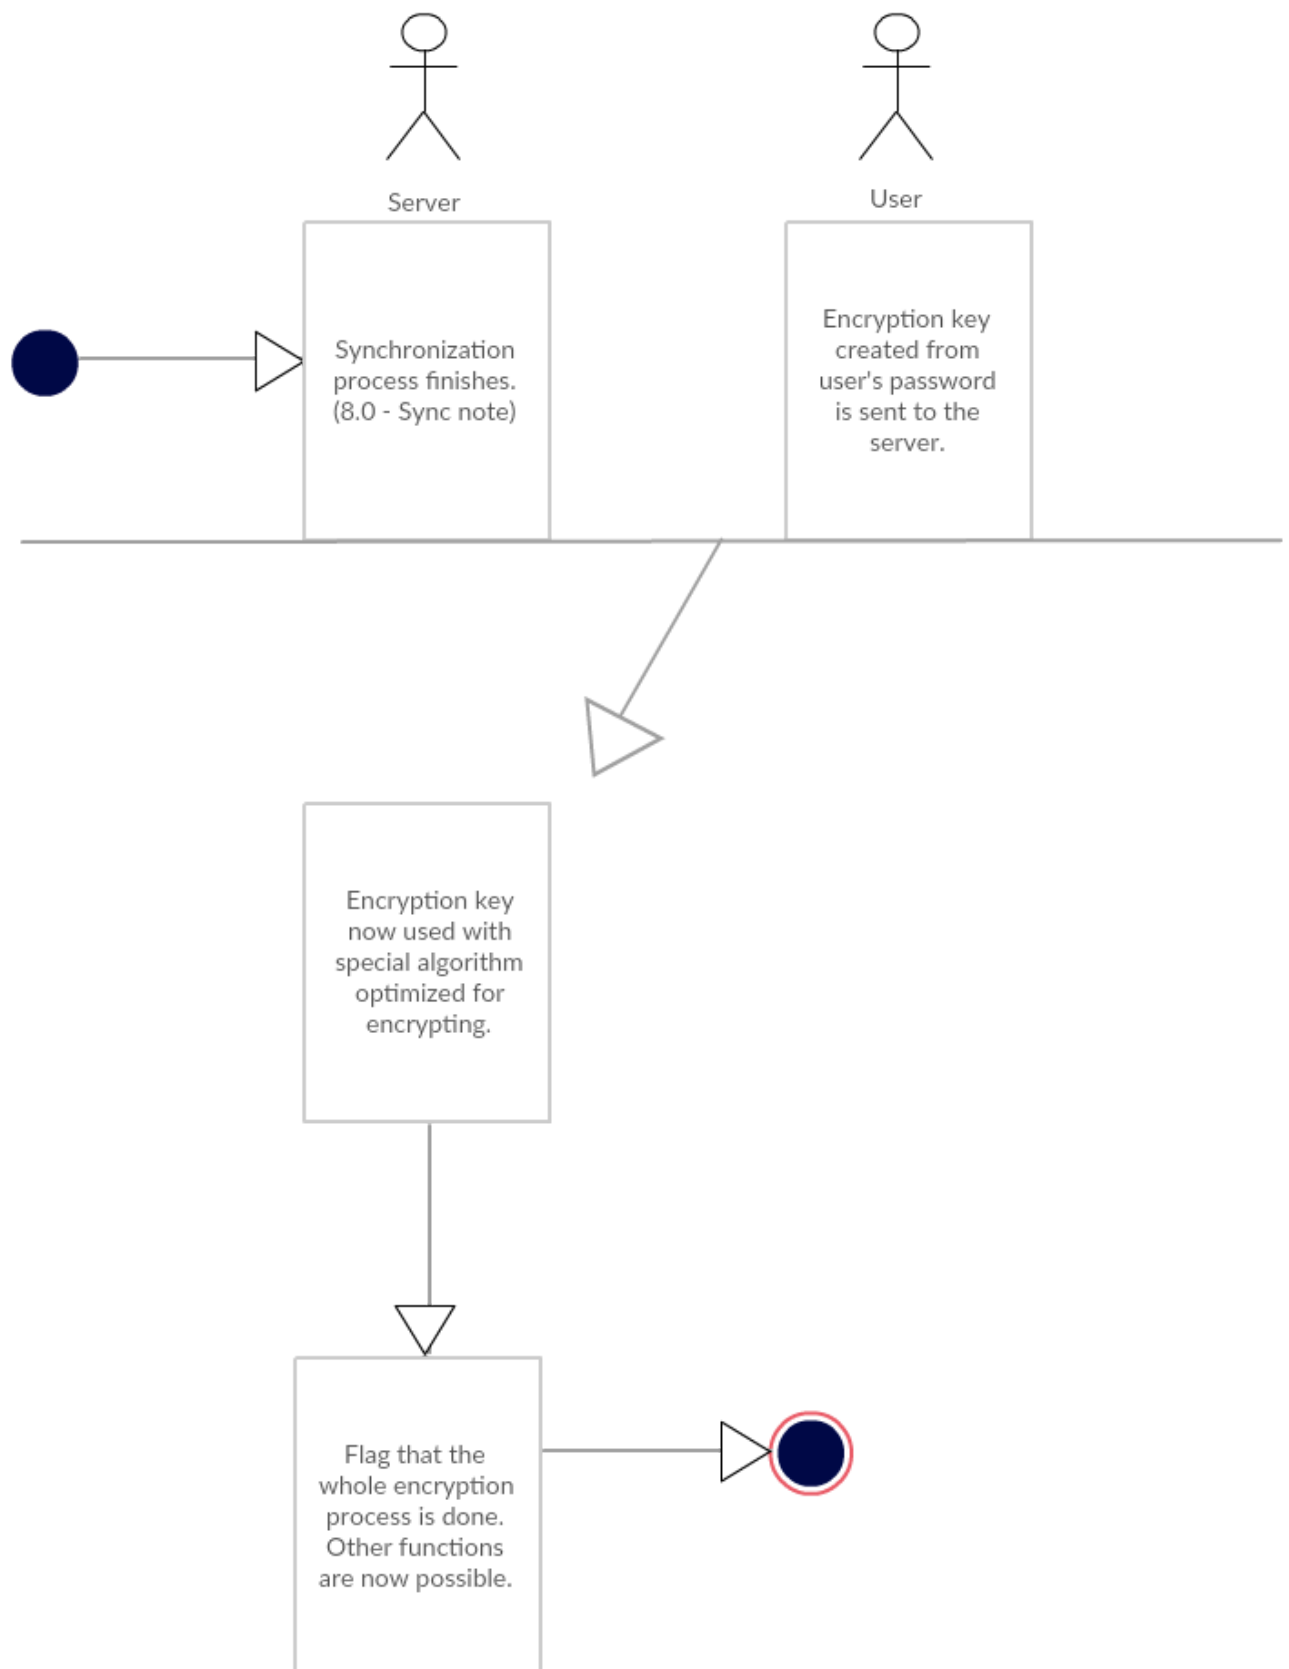 Server
User
Synchronization
process finishes.
(8.0 - Sync note)
Encryption key
created from
user's password
is sent to the
server.
Encryption key
now used with
special algorithm
optimized for
encrypting.
Flag that the
whole encryption
process is done.
Other functions
are now possible.